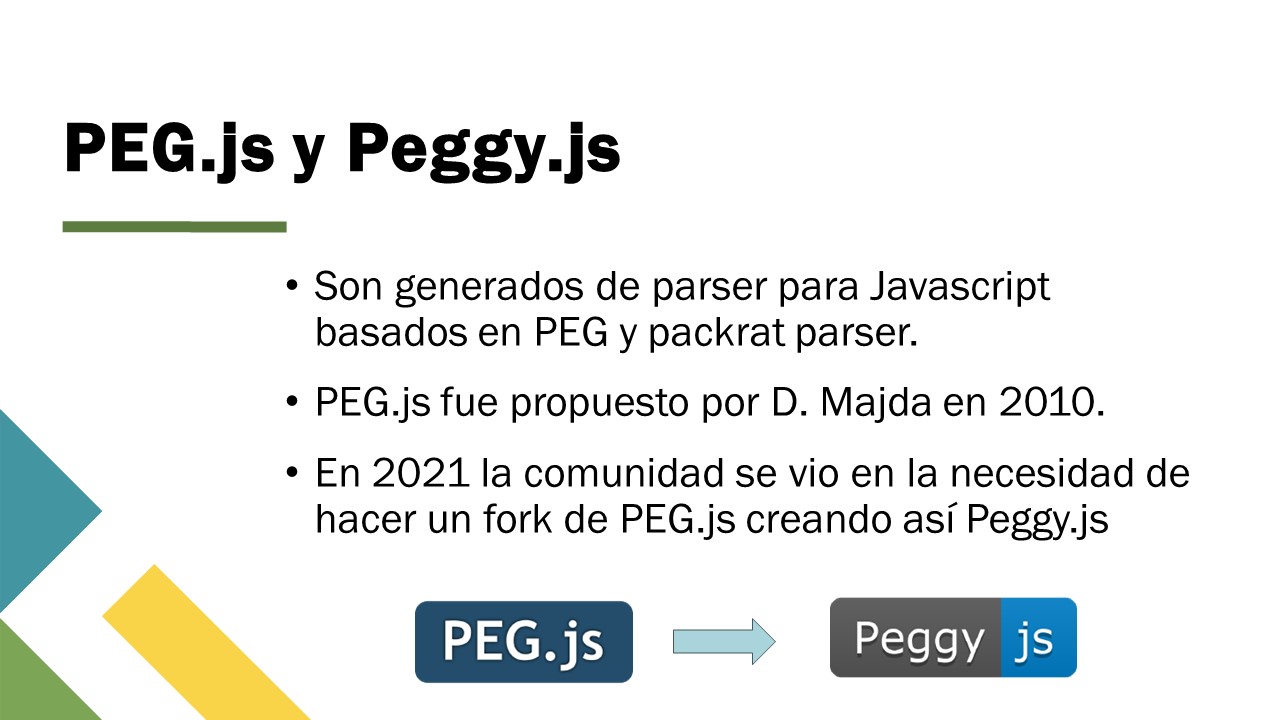 PEG.js y Peggy.js
• Son generados de parser para Javascript
basados en PEG y packrat parser.
• PEG.js fue propuesto por D. Majda en 2010.
• En 2021 la comunidad se vio en la necesidad de
hacer un fork de PEG.js creando así Peggy.js
PEG.js
Peggy js